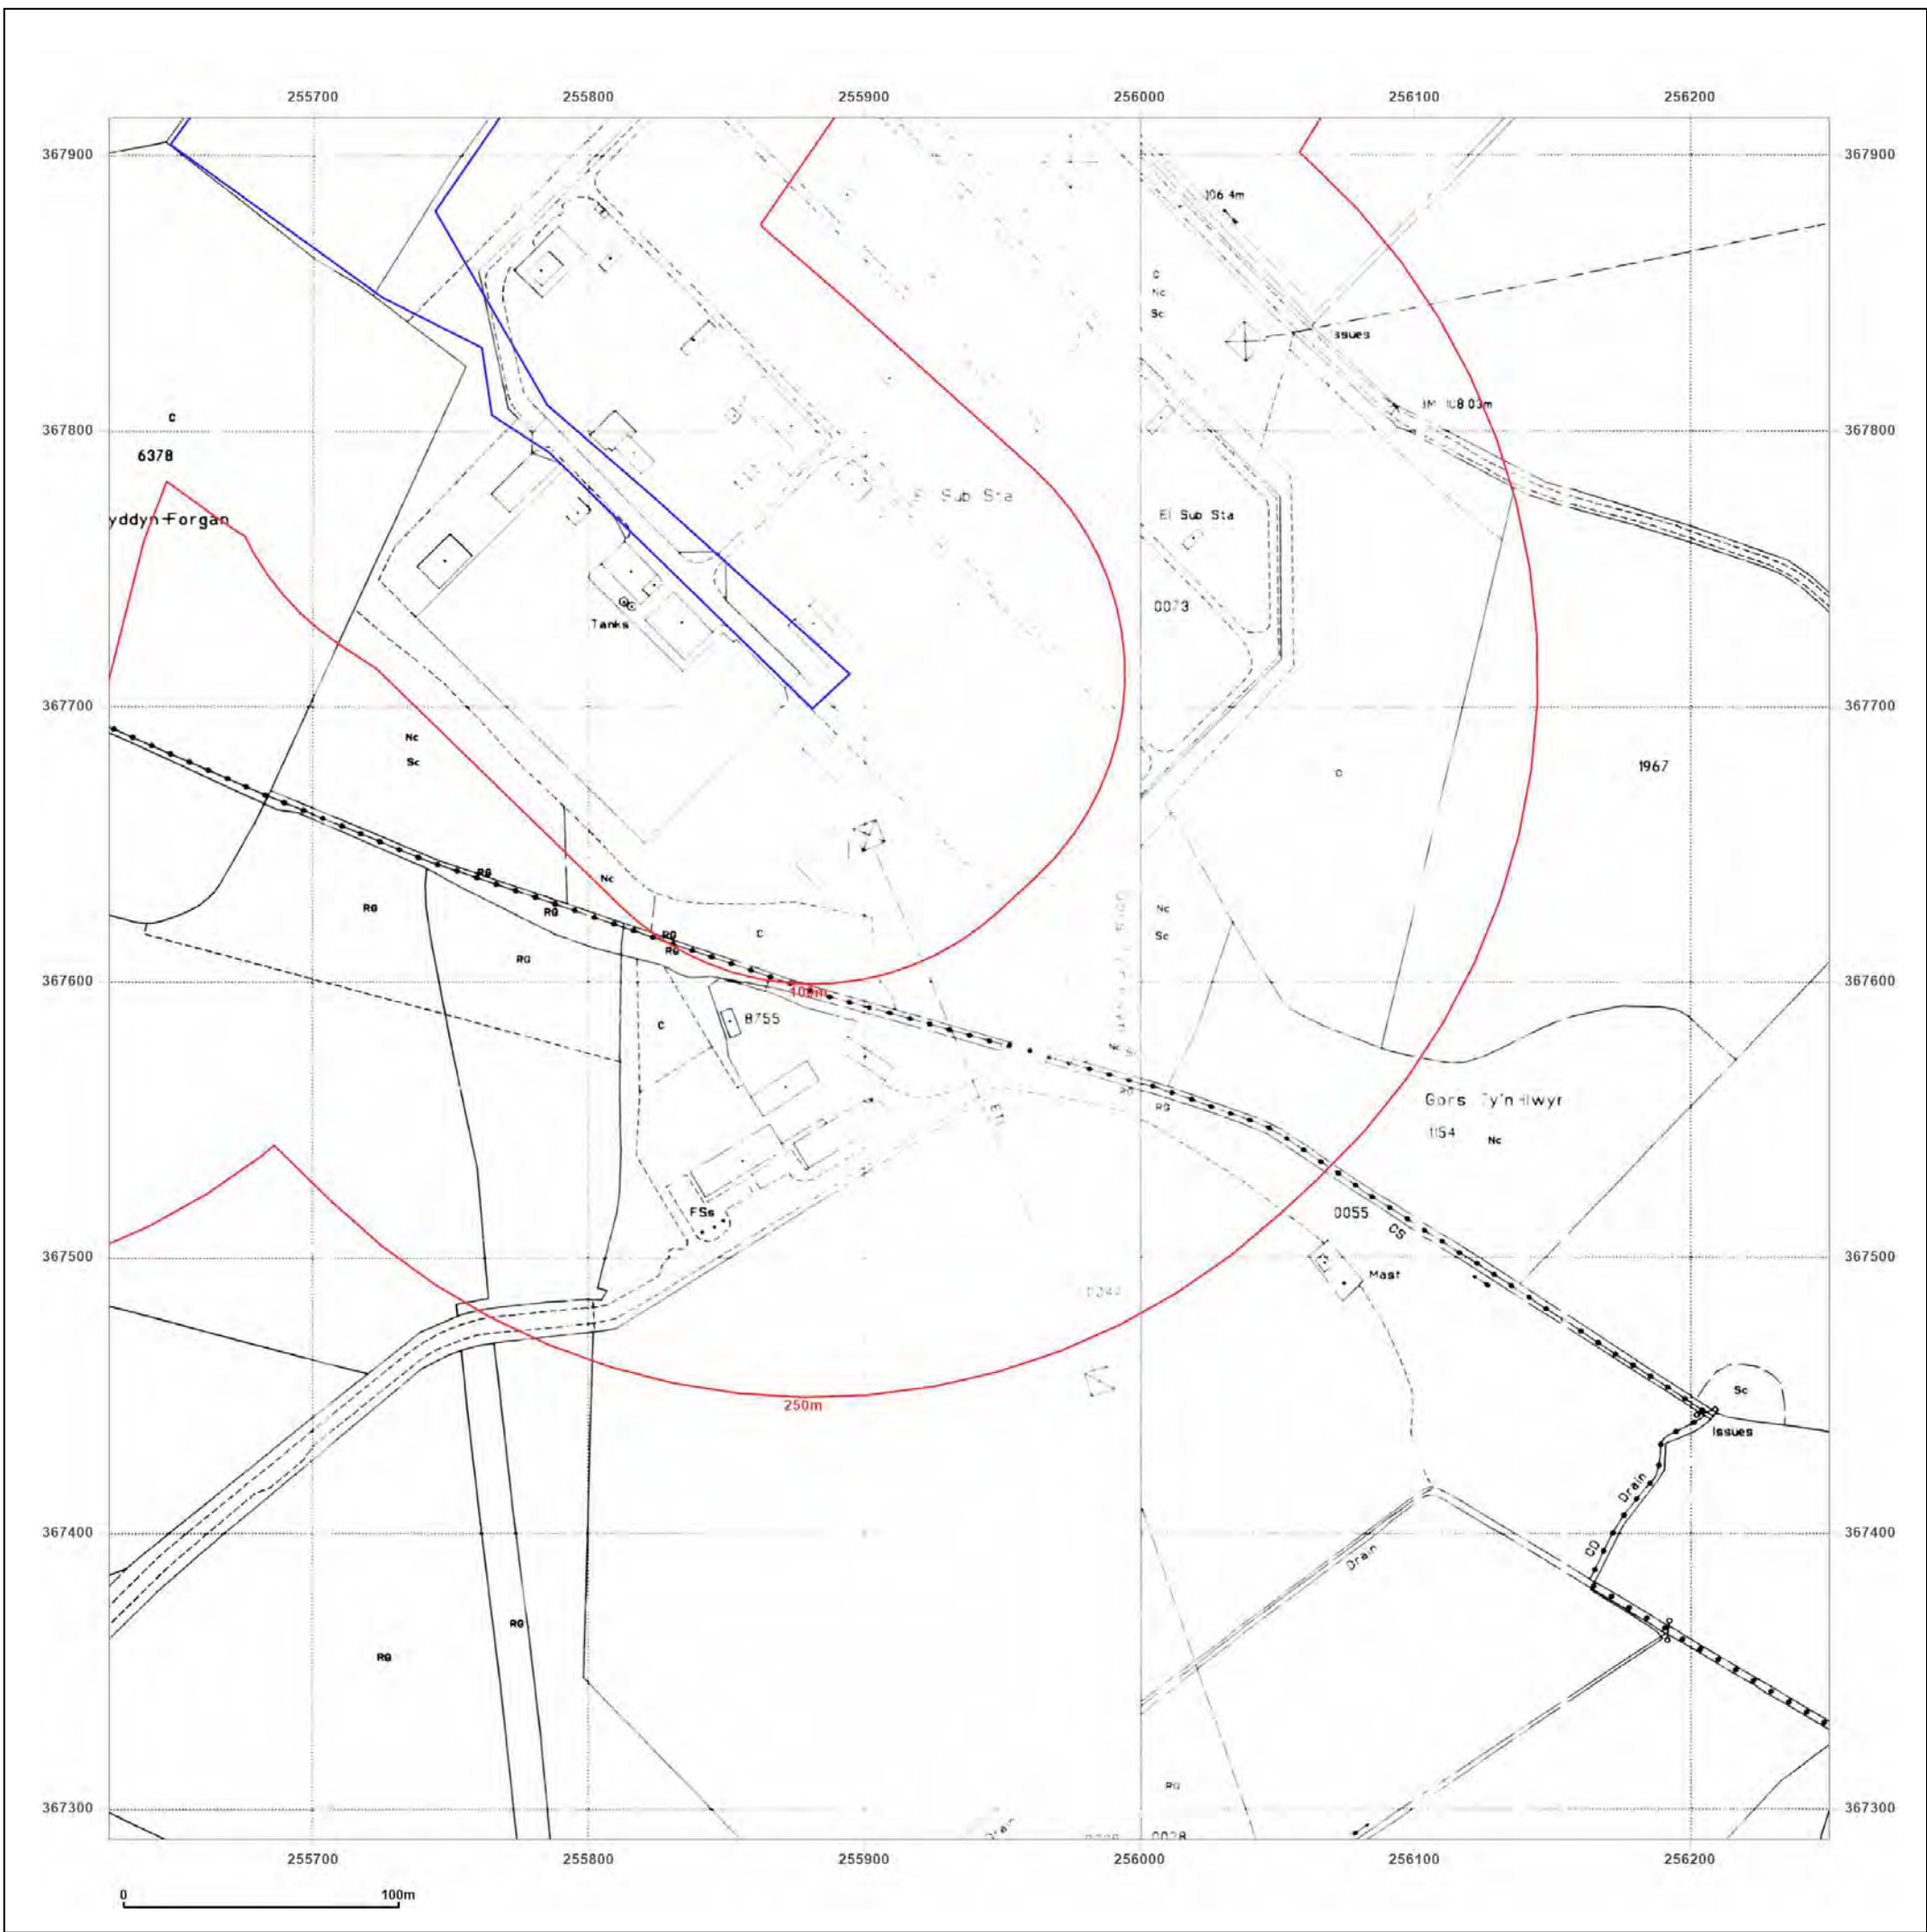 255700 255800 255900 256000 256100 256200
367900 367900
106.4m
C
Nc
Sc
Issues
C
BM 108.03m
367800 367800
6378
El Sub Sta
El Sub Sta
yddyn-Forgan
0073
Tanks
367700 367700
Nc
Sc
C
1967
RG
Nc
RG
RG
Nc
RG
C
Sc
RG
RG
367600 367600
100m
8755
C
RG
RG
Gors Ty'n-llwyn
1154
Nc
ETL
FSs
0055
CS
367500 367500
Mast
250m
Sc
Issues
Drain
367400 367400
CD
Drain
RG
RG
RG
367300 367300
Drain
0028
255700 255800 255900 256000 256100 256200
0 100m